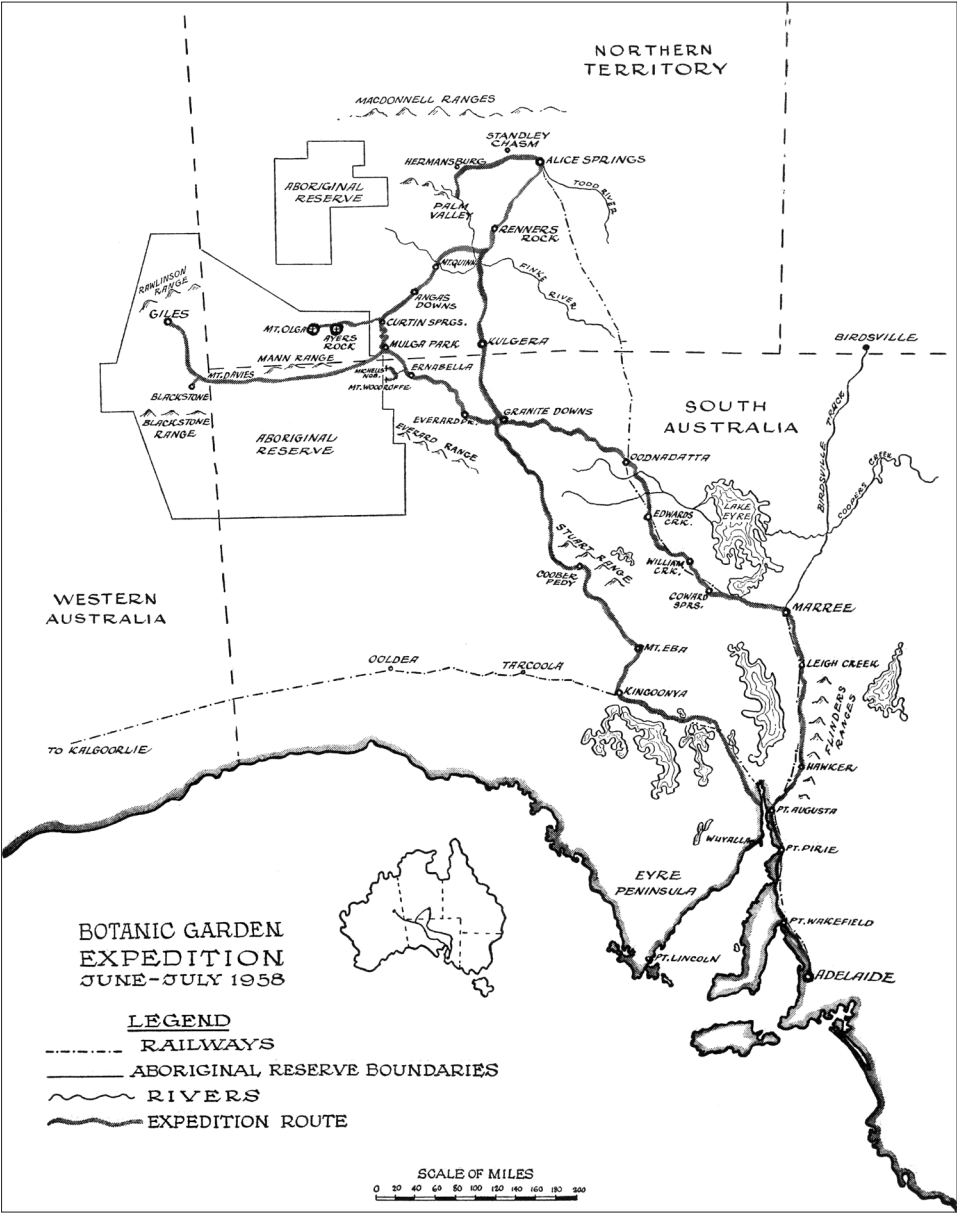 NORTHERN
TERRITORY
MACDONNELL RANGES
STANDLEY
CHASM
HERMANSBURG
ALICE SPRINGS
ABORIGINAL
RESERVE
PALM
VALLEY
TODD RIVER
RENNERS
ROCK
MT. QUINN
FINKE
RIVER
RAWLINSON
RANGE
ANGAS
DOWNS
GILES
MT. OLGA
AYERS
ROCK
CURTIN SPRGS.
MULGA PARK
KULGERA
BIRDSVILLE
MANN RANGE
MT. DAVIES
MICHELLS
NOB.
ERNABELLA
MT. WOODROFFE
BLACKSTONE
BLACKSTONE
RANGE
EVERARD PK.
GRANITE DOWNS
SOUTH
AUSTRALIA
ABORIGINAL
RESERVE
EVERARD RANGE
OODNADATTA
BIRDSVILLE TRACK
COOPERS
CREEK
LAKE
EYRE
EDWARDS
CRK.
STUART RANGE
WILLIAM
CRK.
COOBER
PEDY
COWARD
SPRS.
MARREE
WESTERN
AUSTRALIA
MT. EBA
OOLDEA
TARCOOLA
LEIGH CREEK
KINGOONYA
FLINDERS
RANGES
TO KALGOORLIE
HAWKER
PT. AUGUSTA
WUYALLA
PT. PIRIE
EYRE
PENINSULA
PT. WAKEFIELD
PT. LINCOLN
ADELAIDE
BOTANIC GARDEN
EXPEDITION
JUNE-JULY 1958
LEGEND
RAILWAYS
ABORIGINAL RESERVE BOUNDARIES
RIVERS
EXPEDITION ROUTE
SCALE OF MILES
0 20 40 60 80 100 120 140 160 180 200